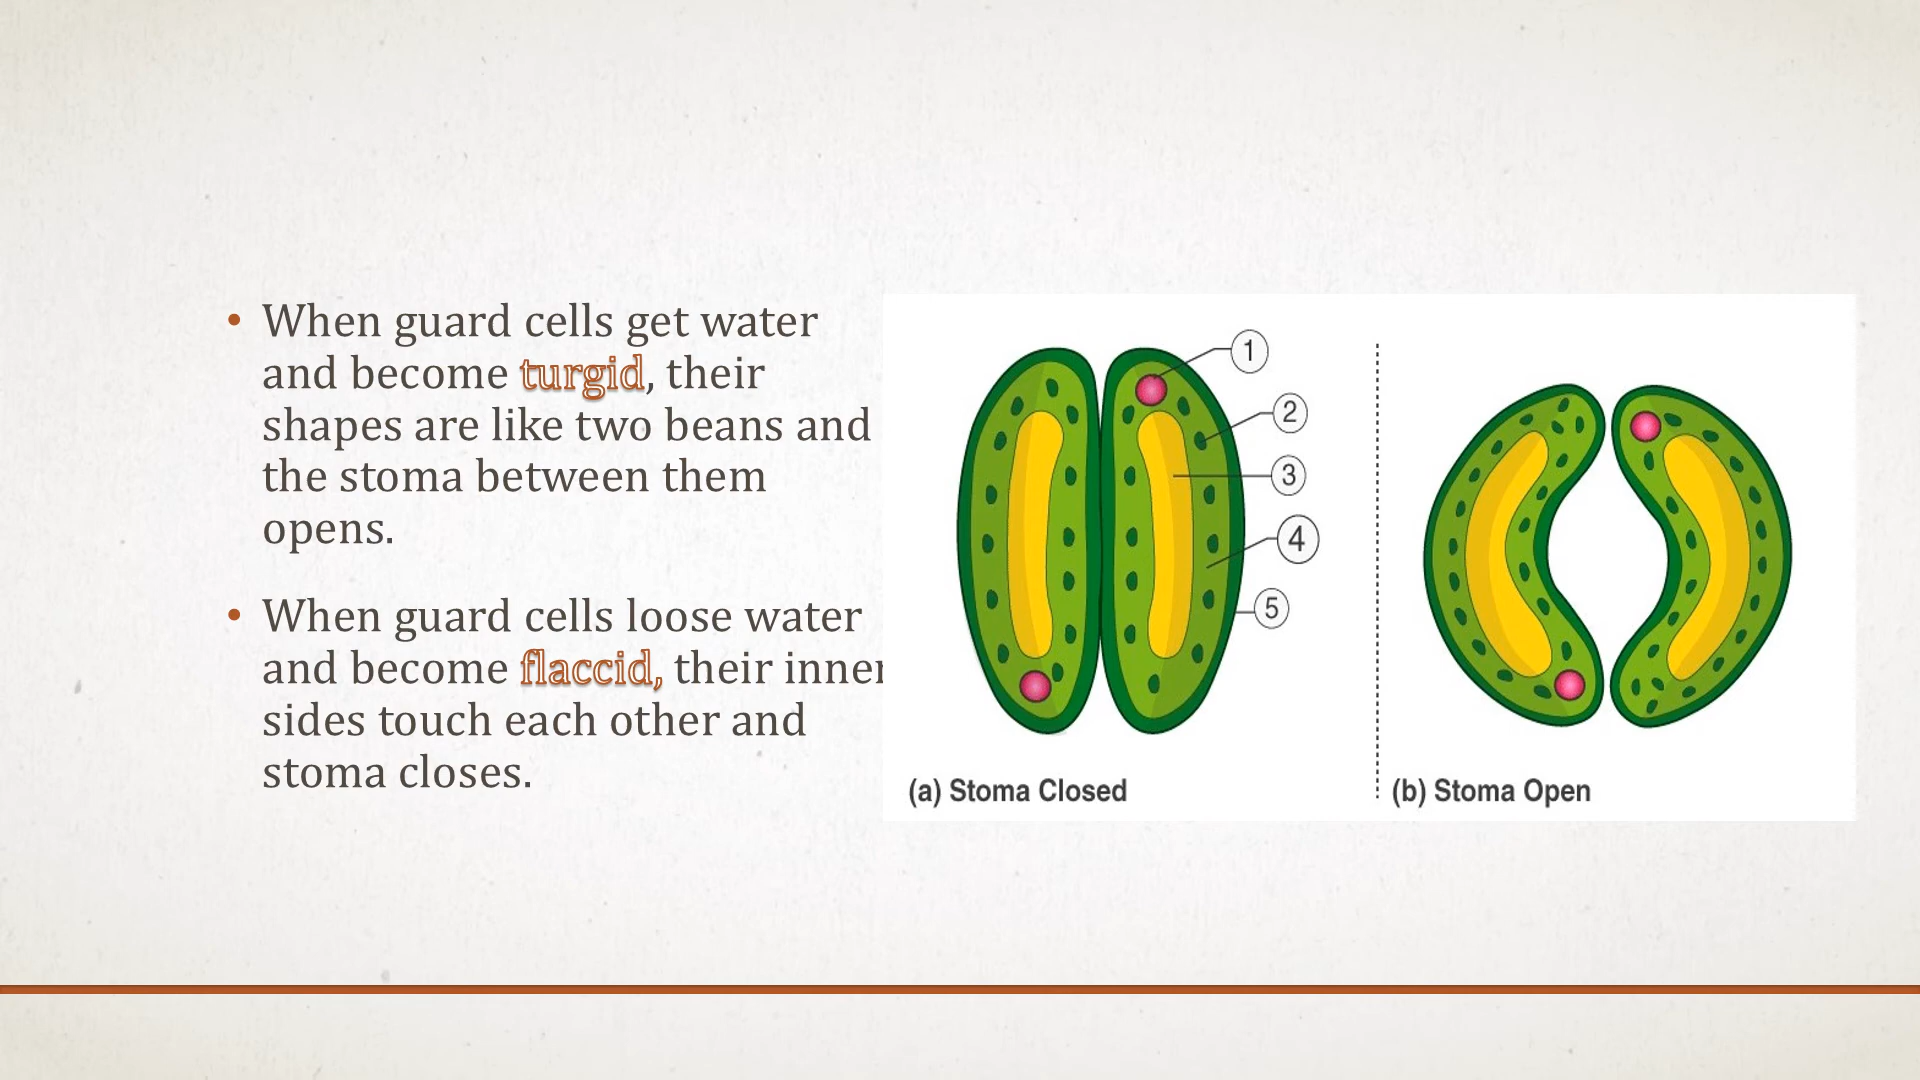 • When guard cells get water
and become turgid, their
shapes are like two beans and
the stoma between them
opens.
• When guard cells loose water
and become flaccid, their inner
sides touch each other and
stoma closes.
1
2
3
4
5
(a) Stoma Closed
(b) Stoma Open